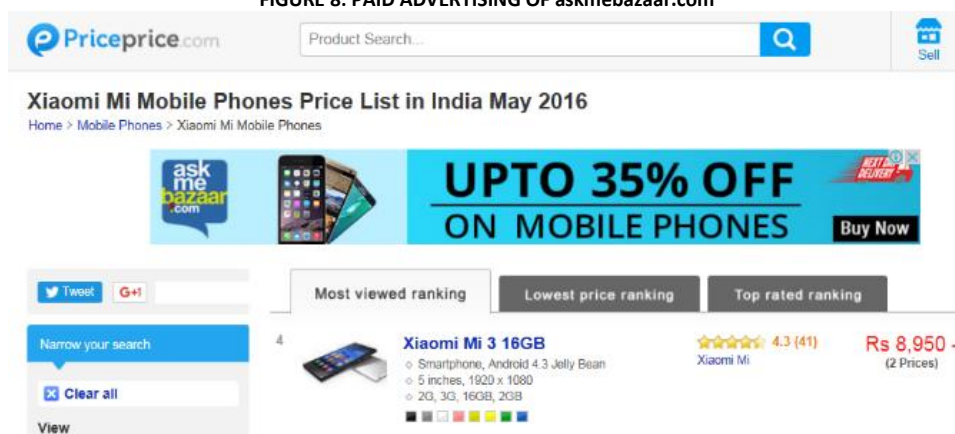 FIGURE 8: PAID ADVERTISING OF askmebazaar.com
Priceprice.com
Product Search...
Sell
Xiaomi Mi Mobile Phones Price List in India May 2016
Home > Mobile Phones > Xiaomi Mi Mobile Phones
ask
me
bazaar
.com
UPTO 35% OFF
ON MOBILE PHONES
NEXT DAY
DELIVERY
Buy Now
Tweet
G+1
Most viewed ranking
Lowest price ranking
Top rated ranking
Narrow your search
Clear all
View
4
Xiaomi Mi 3 16GB
Smartphone, Android 4.3 Jelly Bean
5 inches, 1920 x 1080
2G, 3G, 16GB, 2GB
4.3 (41)
Xiaomi Mi
Rs 8,950 -
(2 Prices)